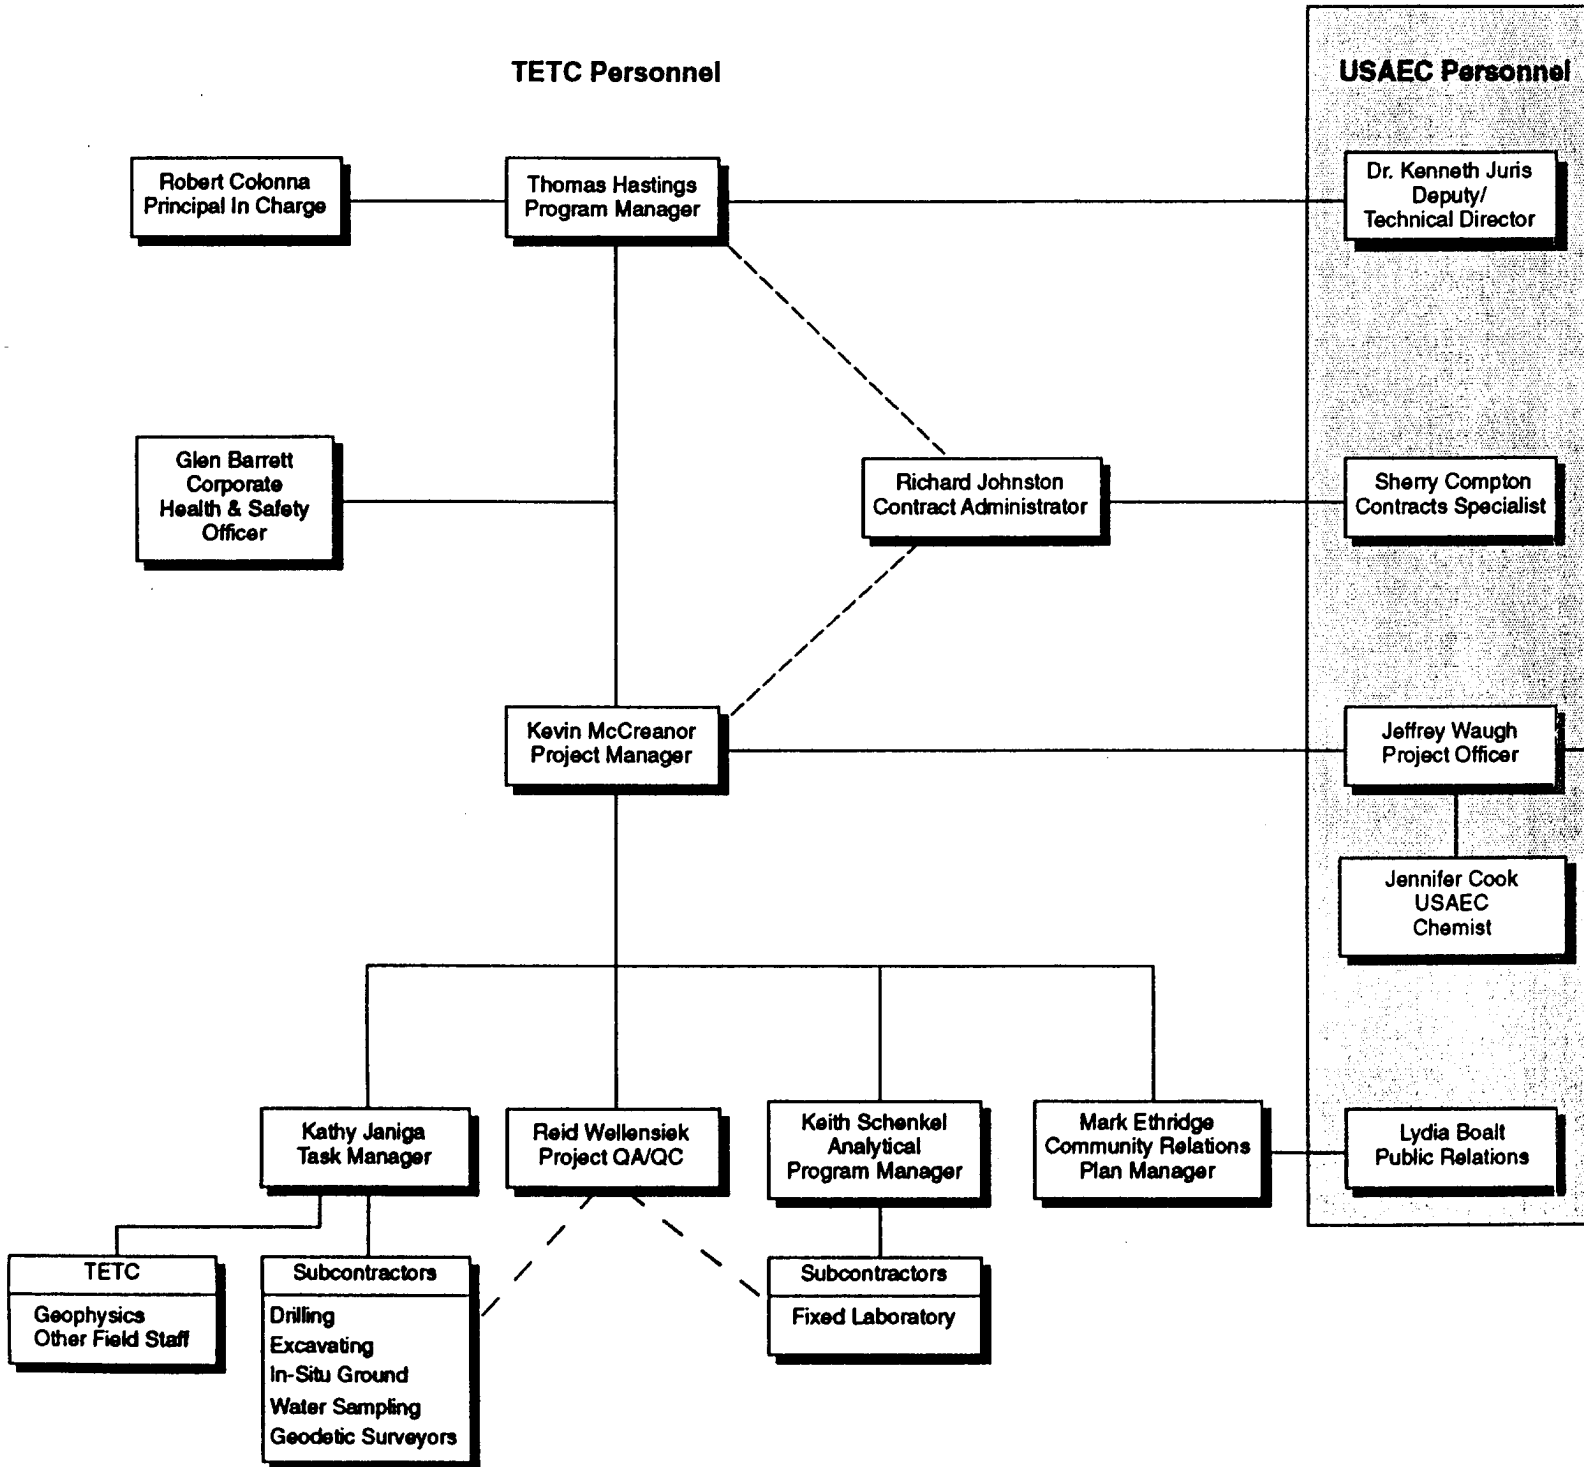 TETC Personnel
USAEC Personnel
Robert Colonna
Principal In Charge
Thomas Hastings
Program Manager
Dr. Kenneth Juris
Deputy/
Technical Director
Glen Barrett
Corporate
Health & Safety
Officer
Richard Johnston
Contract Administrator
Sherry Compton
Contracts Specialist
Kevin McCreanor
Project Manager
Jeffrey Waugh
Project Officer
Jennifer Cook
USAEC
Chemist
Kathy Janiga
Task Manager
Reid Wellensiek
Project QA/QC
Keith Schenkel
Analytical
Program Manager
Mark Ethridge
Community Relations
Plan Manager
Lydia Boalt
Public Relations
TETC
Geophysics
Other Field Staff
Subcontractors
Drilling
Excavating
In-Situ Ground
Water Sampling
Geodetic Surveyors
Subcontractors
Fixed Laboratory